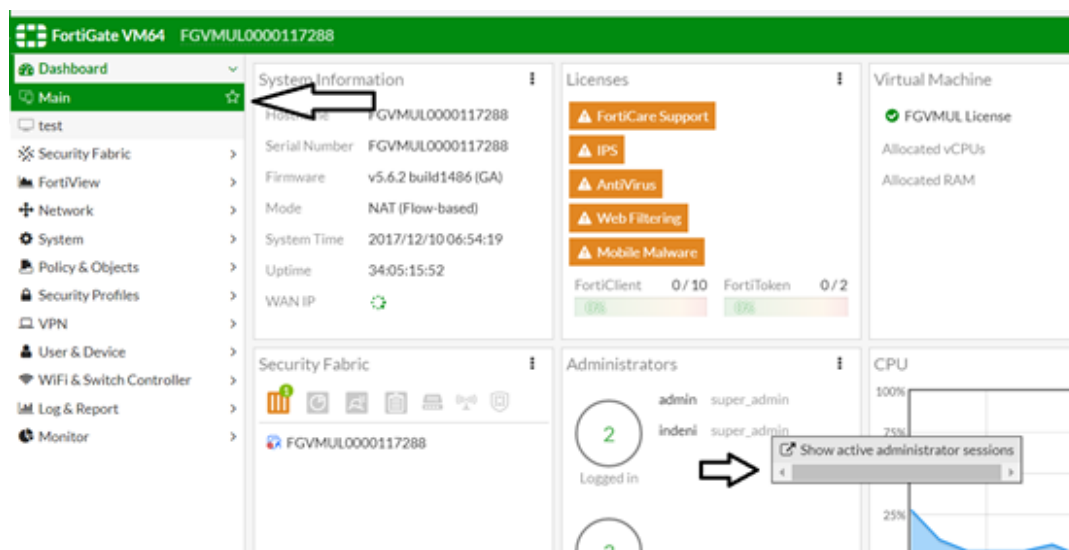 FortiGate VM64 FGVMUL0000117288
Dashboard
Main
test
Security Fabric
FortiView
Network
System
Policy & Objects
Security Profiles
VPN
User & Device
WiFi & Switch Controller
Log & Report
Monitor
System Information
FGVMUL0000117288
Serial Number FGVMUL0000117288
Firmware v5.6.2 build1486 (GA)
Mode NAT (Flow-based)
System Time 2017/12/10 06:54:19
Uptime 34:05:15:52
WAN IP
Licenses
FortiCare Support
IPS
AntiVirus
Web Filtering
Mobile Malware
FortiClient 0/10 FortiToken 0/2
0% 0%
Virtual Machine
FGVMUL License
Allocated vCPUs
Allocated RAM
Security Fabric
1
FGVMUL0000117288
Administrators
admin super_admin
2 indeni super_admin
Logged in
Show active administrator sessions
CPU
100%
75%
25%